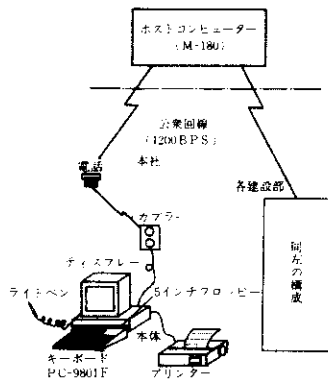 ホストコンピューター
(M-180)
公衆回線
(1200BPS)
本社
電話
各建設部
カプラー
ディスプレー
同左の構成
ライトペン
5インチフロッピー
本体
キーボード
PC-9801F
プリンター